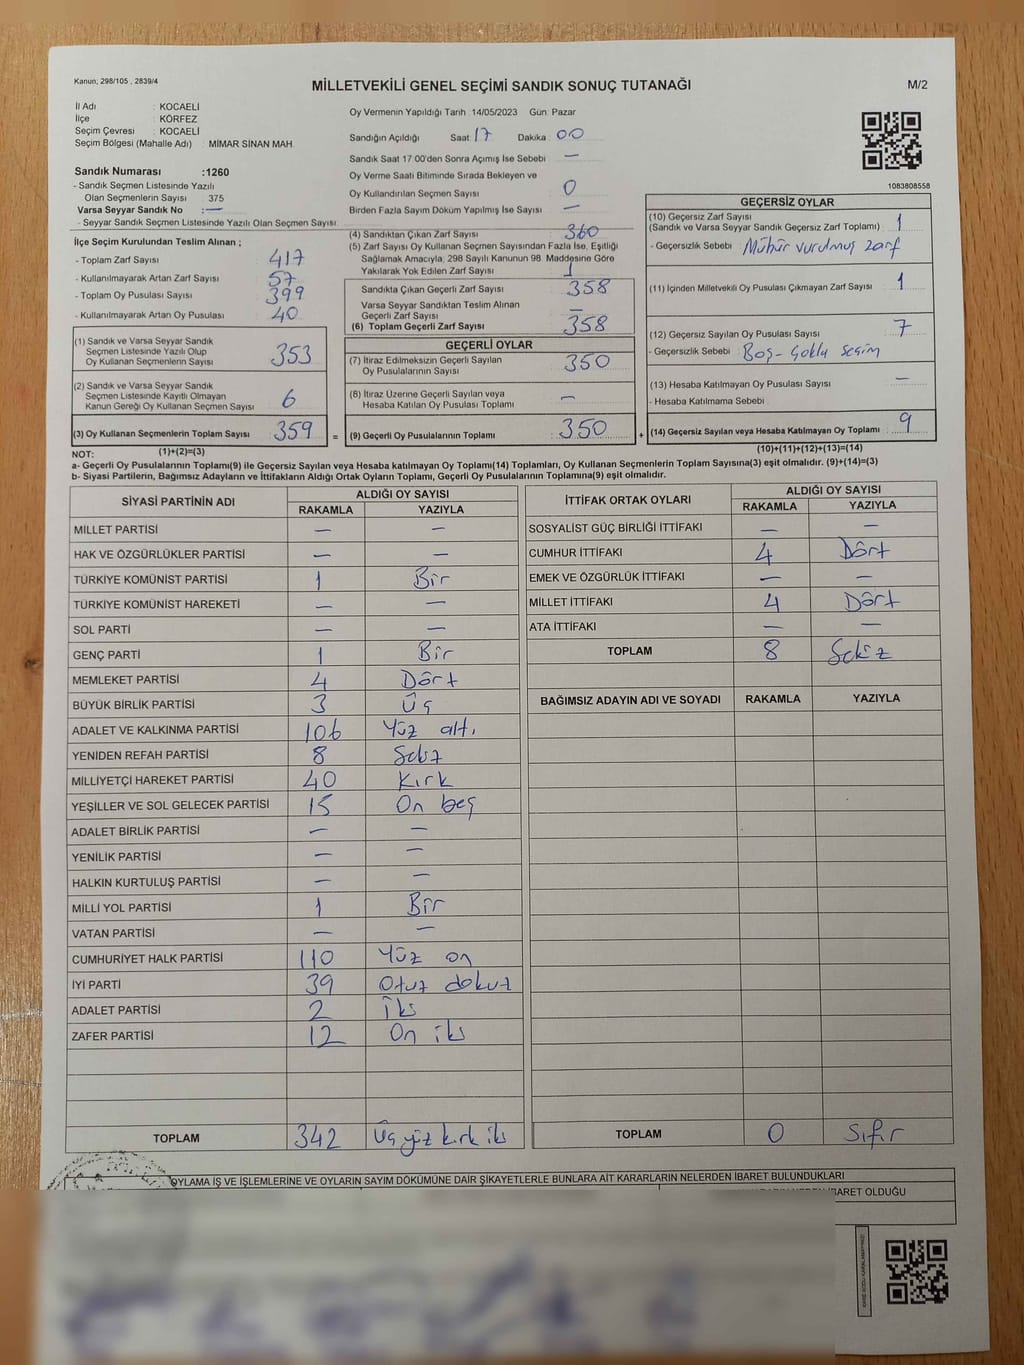 Kanun; 298/105 , 2839/4
MİLLETVEKİLİ GENEL SEÇİMİ SANDIK SONUÇ TUTANAĞI
M/2
İl Adı : KOCAELİ
İlçe : KÖRFEZ
Seçim Çevresi : KOCAELİ
Seçim Bölgesi (Mahalle Adı) : MİMAR SİNAN MAH.
Sandık Numarası :1260
- Sandık Seçmen Listesinde Yazılı
Olan Seçmenlerin Sayısı 375
Varsa Seyyar Sandık No : —
- Seyyar Sandık Seçmen Listesinde Yazılı Olan Seçmen Sayısı
Oy Vermenin Yapıldığı Tarih 14/05/2023 Gün: Pazar
Sandığın Açıldığı Saat 17 Dakika 00
Sandık Saat 17:00'den Sonra Açımış İse Sebebi —
Oy Verme Saati Bitiminde Sırada Bekleyen ve
Oy Kullandırılan Seçmen Sayısı 0
Birden Fazla Sayım Döküm Yapılmış İse Sayısı —
1083808558
İlçe Seçim Kurulundan Teslim Alınan ;
- Toplam Zarf Sayısı 417
- Kullanılmayarak Artan Zarf Sayısı 57
- Toplam Oy Pusulası Sayısı 399
- Kullanılmayarak Artan Oy Pusulası 40
(4) Sandıktan Çıkan Zarf Sayısı 360
(5) Zarf Sayısı Oy Kullanan Seçmen Sayısından Fazla İse, Eşitliği
Sağlamak Amacıyla, 298 Sayılı Kanunun 98. Maddesine Göre
Yakılarak Yok Edilen Zarf Sayısı 1
Sandıkta Çıkan Geçerli Zarf Sayısı 358
Varsa Seyyar Sandıktan Teslim Alınan
Geçerli Zarf Sayısı —
(6) Toplam Geçerli Zarf Sayısı 358
GEÇERSİZ OYLAR
(10) Geçersiz Zarf Sayısı
(Sandık ve Varsa Seyyar Sandık Geçersiz Zarf Toplamı) 1
- Geçersizlik Sebebi : Mühür vurulmuş zarf
(11) İçinden Milletvekili Oy Pusulası Çıkmayan Zarf Sayısı 1
(12) Geçersiz Sayılan Oy Pusulası Sayısı 7
- Geçersizlik Sebebi : Boş - Çoklu seçim
(13) Hesaba Katılmayan Oy Pusulası Sayısı —
- Hesaba Katılmama Sebebi
(14) Geçersiz Sayılan veya Hesaba Katılmayan Oy Toplamı 9
(1) Sandık ve Varsa Seyyar Sandık
Seçmen Listesinde Yazılı Olup
Oy Kullanan Seçmenlerin Sayısı 353
(2) Sandık ve Varsa Seyyar Sandık
Seçmen Listesinde Kayıtlı Olmayan
Kanun Gereği Oy Kullanan Seçmen Sayısı 6
(3) Oy Kullanan Seçmenlerin Toplam Sayısı 359 =
GEÇERLİ OYLAR
(7) İtiraz Edilmeksizin Geçerli Sayılan
Oy Pusulalarının Sayısı 350
(8) İtiraz Üzerine Geçerli Sayılan veya
Hesaba Katılan Oy Pusulası Toplamı —
(9) Geçerli Oy Pusulalarının Toplamı 350 +
NOT: (1)+(2)=(3)
(10)+(11)+(12)+(13)=(14)
a- Geçerli Oy Pusulalarının Toplamı(9) ile Geçersiz Sayılan veya Hesaba katılmayan Oy Toplamı(14) Toplamları, Oy Kullanan Seçmenlerin Toplam Sayısına(3) eşit olmalıdır. (9)+(14)=(3)
b- Siyasi Partilerin, Bağımsız Adayların ve İttifakların Aldığı Ortak Oyların Toplamı, Geçerli Oy Pusulalarının Toplamına(9) eşit olmalıdır.
SİYASİ PARTİNİN ADI ALDIĞI OY SAYISI
RAKAMLA YAZIYLA
MİLLET PARTİSİ — —
HAK VE ÖZGÜRLÜKLER PARTİSİ — —
TÜRKİYE KOMÜNİST PARTİSİ 1 Bir
TÜRKİYE KOMÜNİST HAREKETİ — —
SOL PARTİ — —
GENÇ PARTİ 1 Bir
MEMLEKET PARTİSİ 4 Dört
BÜYÜK BİRLİK PARTİSİ 3 Üç
ADALET VE KALKINMA PARTİSİ 106 Yüz altı
YENİDEN REFAH PARTİSİ 8 Sekiz
MİLLİYETÇİ HAREKET PARTİSİ 40 Kırk
YEŞİLLER VE SOL GELECEK PARTİSİ 15 On beş
ADALET BİRLİK PARTİSİ — —
YENİLİK PARTİSİ — —
HALKIN KURTULUŞ PARTİSİ — —
MİLLİ YOL PARTİSİ 1 Bir
VATAN PARTİSİ — —
CUMHURİYET HALK PARTİSİ 110 Yüz on
İYİ PARTİ 39 Otuz dokuz
ADALET PARTİSİ 2 İki
ZAFER PARTİSİ 12 On iki
TOPLAM 342 Üç yüz kırk iki
İTTİFAK ORTAK OYLARI ALDIĞI OY SAYISI
RAKAMLA YAZIYLA
SOSYALİST GÜÇ BİRLİĞİ İTTİFAKI — —
CUMHUR İTTİFAKI 4 Dört
EMEK VE ÖZGÜRLÜK İTTİFAKI — —
MİLLET İTTİFAKI 4 Dört
ATA İTTİFAKI — —
TOPLAM 8 Sekiz
BAĞIMSIZ ADAYIN ADI VE SOYADI RAKAMLA YAZIYLA
TOPLAM 0 Sıfır
OYLAMA İŞ VE İŞLEMLERİNE VE OYLARIN SAYIM DÖKÜMÜNE DAİR ŞİKAYETLERLE BUNLARA AİT KARARLARIN NELERDEN İBARET BULUNDUKLARI
İBARET OLDUĞU